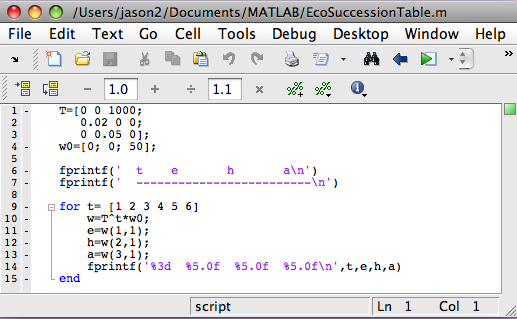 /Users/jason2/Documents/MATLAB/EcoSuccessionTable.m
File Edit Text Go Cell Tools Debug Desktop Window Help
- 1.0 + ÷ 1.1 ×
1 - T=[0 0 1000;
2 0.02 0 0;
3 0 0.05 0];
4 - w0=[0; 0; 50];
5
6 - fprintf('  t    e       h       a\n')
7 - fprintf('  -------------------------\n')
8
9 - for t= [1 2 3 4 5 6]
10 - w=T^t*w0;
11 - e=w(1,1);
12 - h=w(2,1);
13 - a=w(3,1);
14 - fprintf('%3d  %5.0f  %5.0f  %5.0f\n',t,e,h,a)
15 - end
script Ln 1 Col 1